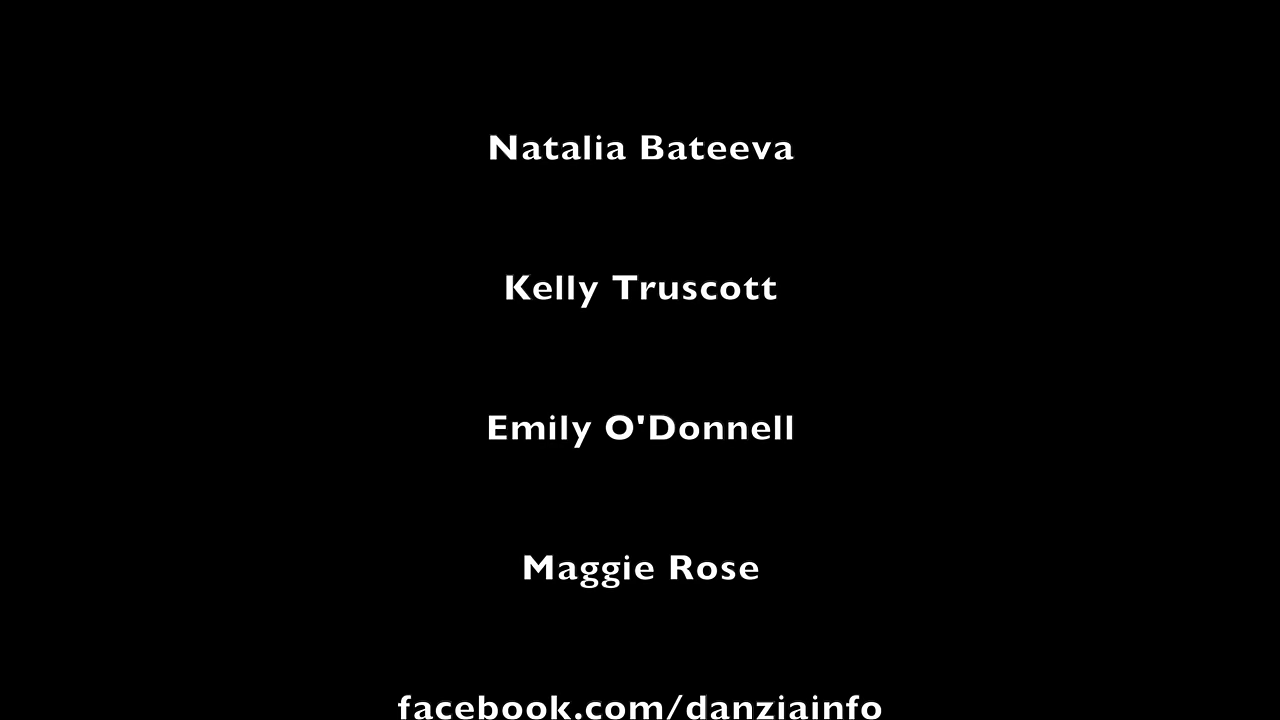 Natalia Bateeva
Kelly Truscott
Emily O'Donnell
Maggie Rose
facebook.com/danziainfo